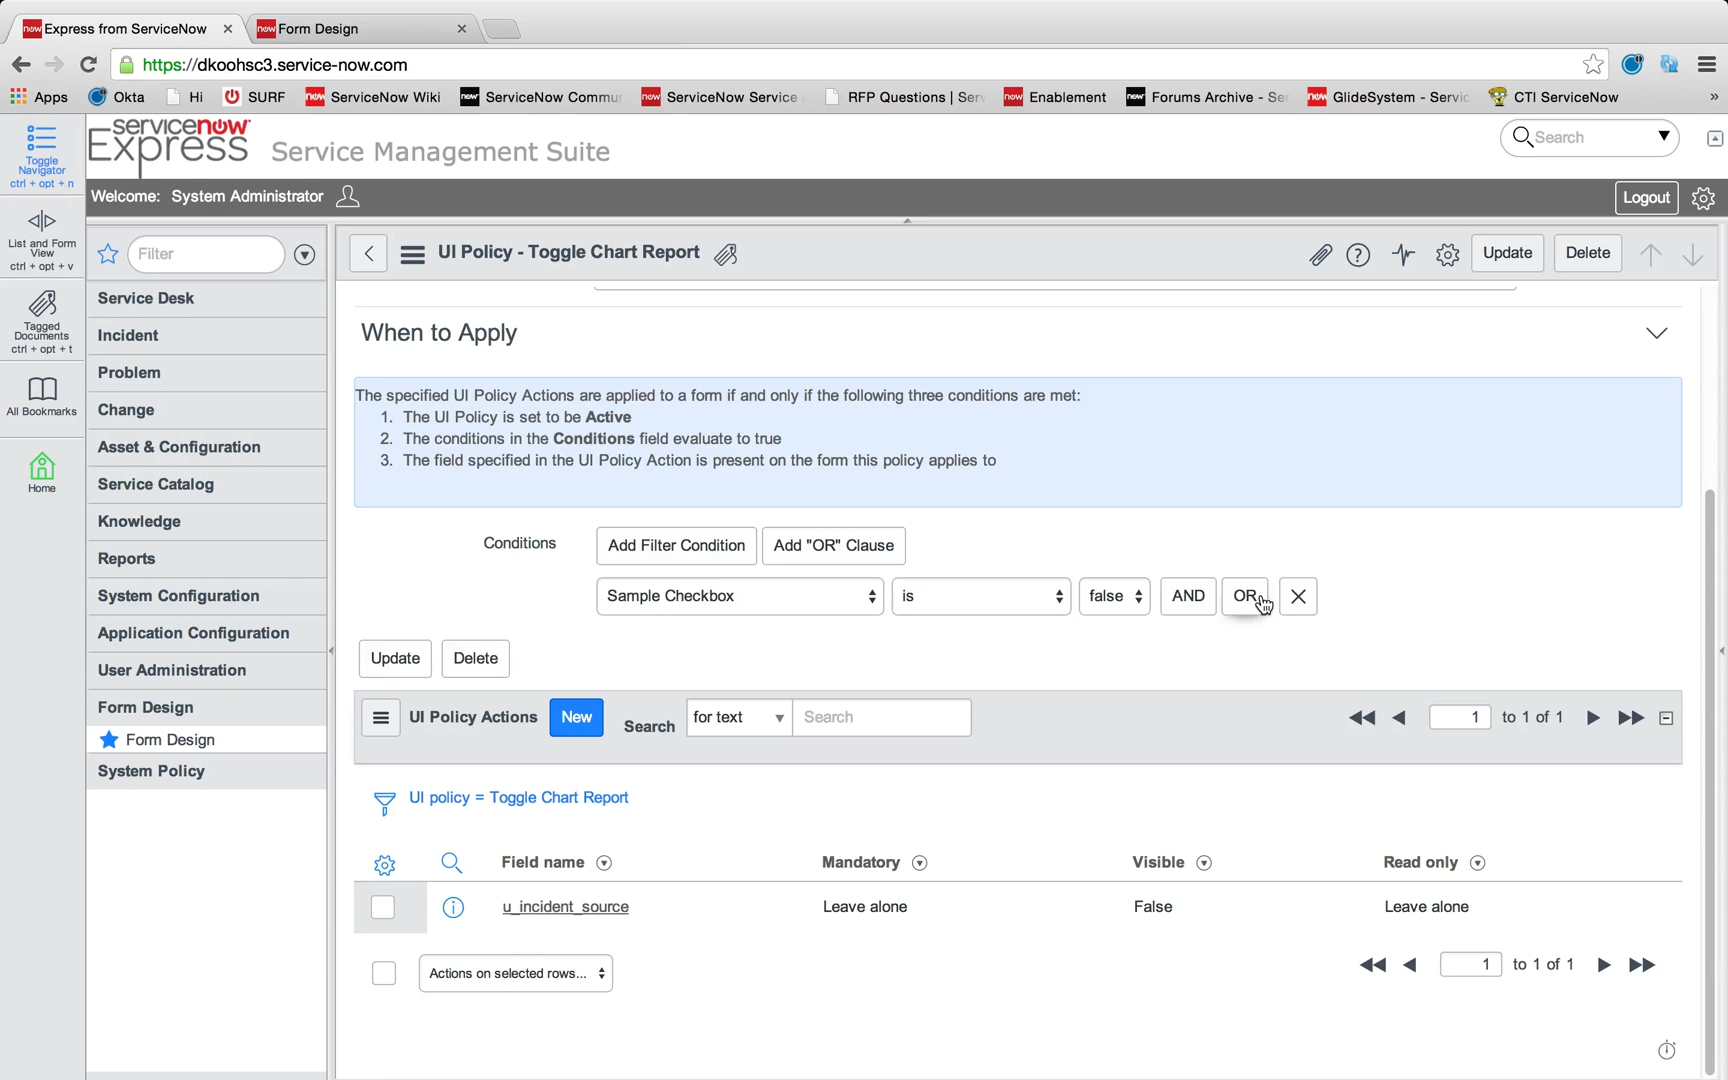 Express from ServiceNow
Form Design
https://dkoohsc3.service-now.com
Apps
Okta
Hi
SURF
ServiceNow Wiki
ServiceNow Commun
ServiceNow Service
RFP Questions | Serv
Enablement
Forums Archive - Ser
GlideSystem - Servic
CTI ServiceNow
»
Toggle
Navigator
ctrl + opt + n
servicenow
Express Service Management Suite
Search
Welcome: System Administrator
Logout
List and Form
View
ctrl + opt + v
Tagged
Documents
ctrl + opt + t
All Bookmarks
Home
Filter
Service Desk
Incident
Problem
Change
Asset & Configuration
Service Catalog
Knowledge
Reports
System Configuration
Application Configuration
User Administration
Form Design
Form Design
System Policy
UI Policy - Toggle Chart Report
Update
Delete
When to Apply
The specified UI Policy Actions are applied to a form if and only if the following three conditions are met:
1. The UI Policy is set to be Active
2. The conditions in the Conditions field evaluate to true
3. The field specified in the UI Policy Action is present on the form this policy applies to
Conditions
Add Filter Condition
Add "OR" Clause
Sample Checkbox
is
false
AND
OR
Update
Delete
UI Policy Actions
New
Search
for text
Search
1 to 1 of 1
UI policy = Toggle Chart Report
Field name
Mandatory
Visible
Read only
u_incident_source
Leave alone
False
Leave alone
Actions on selected rows...
1 to 1 of 1